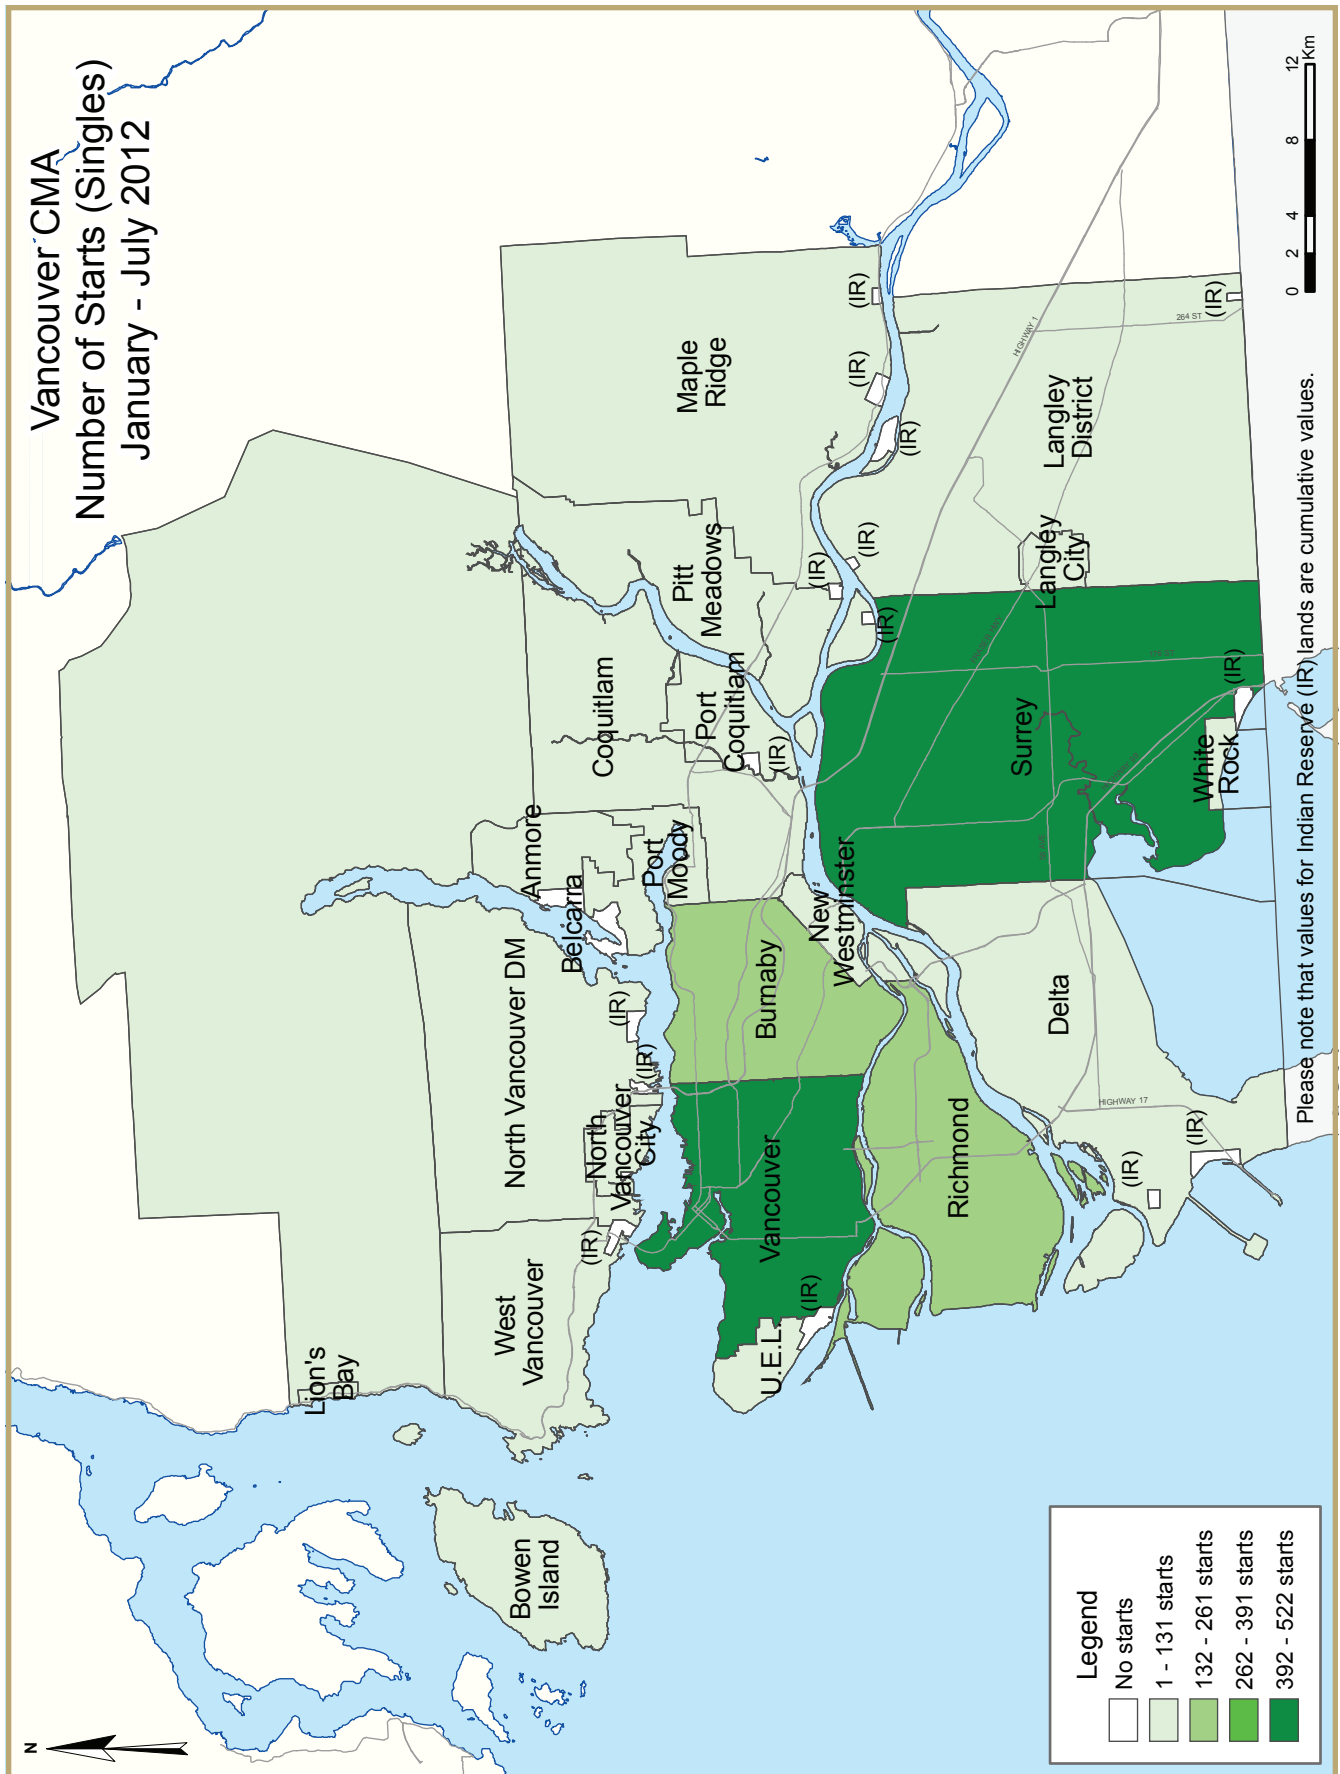 Vancouver CMA
Number of Starts (Singles)
January - July 2012
N
Lion's
Bay
Bowen
Island
West
Vancouver
North Vancouver DM
North
Vancouver
City
(IR)
(IR)
(IR)
Anmore
Belcarra
Port
Moody
Coquitlam
Port
Coquitlam
(IR)
Pitt
Meadows
Maple
Ridge
(IR)
(IR)
(IR)
(IR)
(IR)
(IR)
U.E.L.
(IR)
Vancouver
Burnaby
New
Westminster
Richmond
Delta
HIGHWAY 17
(IR)
(IR)
Surrey
176 ST
White
Rock
(IR)
Langley
City
Langley
District
HIGHWAY 1
264 ST
(IR)
Legend
No starts
1 - 131 starts
132 - 261 starts
262 - 391 starts
392 - 522 starts
0 2 4 8 12
Km
Please note that values for Indian Reserve (IR) lands are cumulative values.